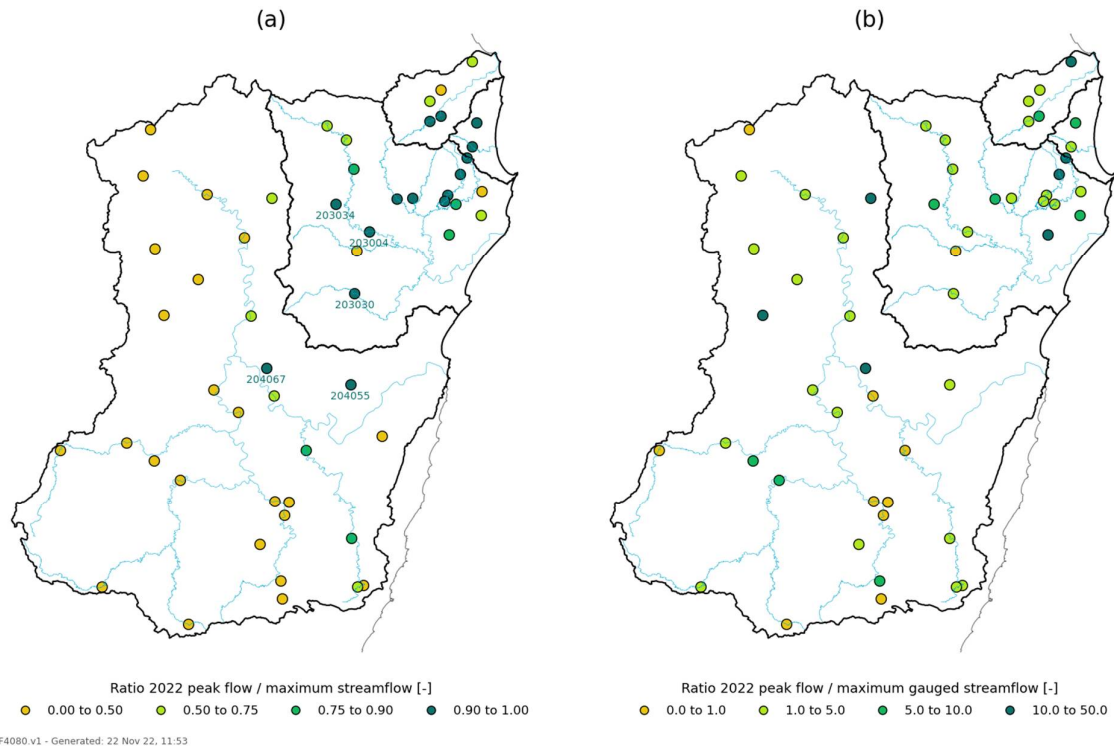 (a)
(b)
203034
203004
203030
204067
204055
Ratio 2022 peak flow / maximum streamflow [-]
0.00 to 0.50
0.50 to 0.75
0.75 to 0.90
0.90 to 1.00
Ratio 2022 peak flow / maximum gauged streamflow [-]
0.0 to 1.0
1.0 to 5.0
5.0 to 10.0
10.0 to 50.0
F4080.v1 - Generated: 22 Nov 22, 11:53